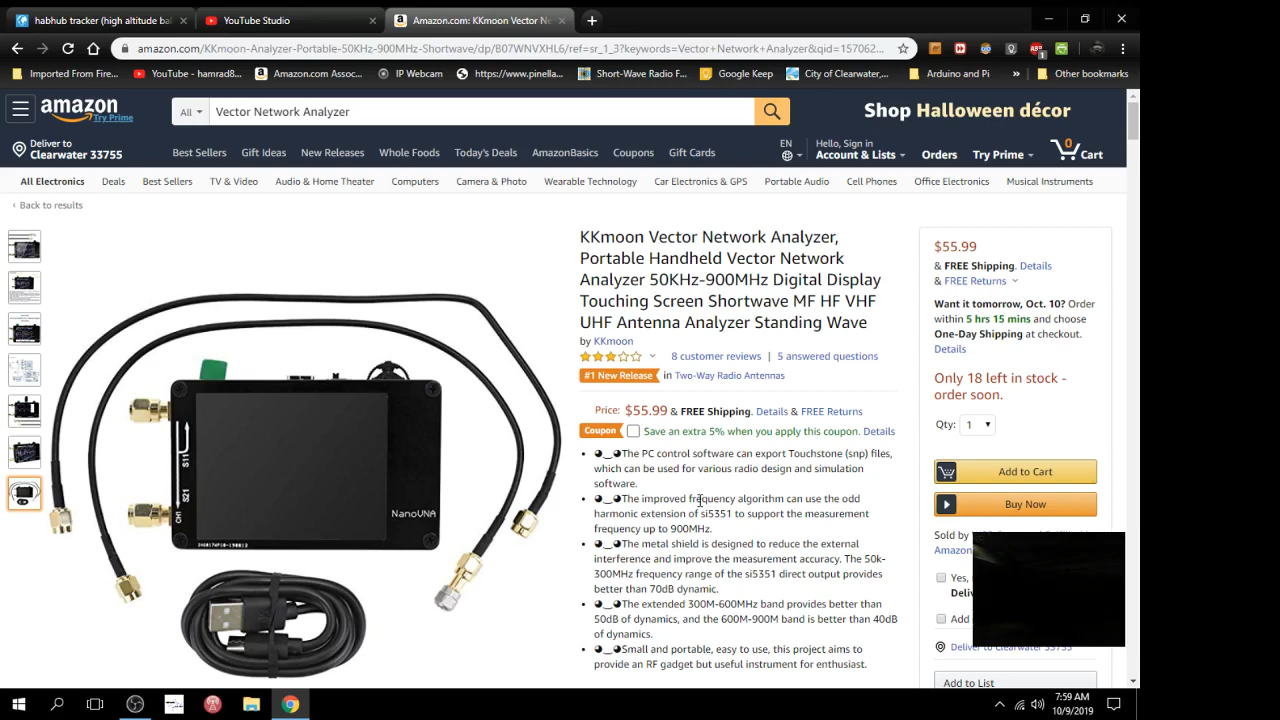 habhub tracker (high altitude bal
YouTube Studio
Amazon.com: KKmoon Vector Ne
amazon.com/KKmoon-Analyzer-Portable-50KHz-900MHz-Shortwave/dp/B07WNVXHL6/ref=sr_1_3?keywords=Vector+Network+Analyzer&qid=157062...
Imported From Fire...
YouTube - hamrad8...
Amazon.com Assoc...
IP Webcam
https://www.pinella...
Short-Wave Radio F...
Google Keep
City of Clearwater,...
Arduino and Pi
»
Other bookmarks
amazon
Try Prime
All
Vector Network Analyzer
Shop Halloween décor
Deliver to
Clearwater 33755
Best Sellers
Gift Ideas
New Releases
Whole Foods
Today's Deals
AmazonBasics
Coupons
Gift Cards
EN
Hello, Sign in
Account & Lists
Orders
Try Prime
0
Cart
All Electronics
Deals
Best Sellers
TV & Video
Audio & Home Theater
Computers
Camera & Photo
Wearable Technology
Car Electronics & GPS
Portable Audio
Cell Phones
Office Electronics
Musical Instruments
‹ Back to results
S11
S21
CH1
NanoVNA
KKmoon Vector Network Analyzer,
Portable Handheld Vector Network
Analyzer 50KHz-900MHz Digital Display
Touching Screen Shortwave MF HF VHF
UHF Antenna Analyzer Standing Wave
by KKmoon
8 customer reviews | 5 answered questions
#1 New Release in Two-Way Radio Antennas
Price: $55.99 & FREE Shipping. Details & FREE Returns
Coupon Save an extra 5% when you apply this coupon. Details
• ◕‿◕The PC control software can export Touchstone (snp) files,
which can be used for various radio design and simulation
software.
• ◕‿◕The improved frequency algorithm can use the odd
harmonic extension of si5351 to support the measurement
frequency up to 900MHz.
• ◕‿◕The metal shield is designed to reduce the external
interference and improve the measurement accuracy. The 50k-
300MHz frequency range of the si5351 direct output provides
better than 70dB dynamic.
• ◕‿◕The extended 300M-600MHz band provides better than
50dB of dynamics, and the 600M-900M band is better than 40dB
of dynamics.
• ◕‿◕Small and portable, easy to use, this project aims to
provide an RF gadget but useful instrument for enthusiast.
$55.99
& FREE Shipping. Details
& FREE Returns
Want it tomorrow, Oct. 10? Order
within 5 hrs 15 mins and choose
One-Day Shipping at checkout.
Details
Only 18 left in stock -
order soon.
Qty: 1
Add to Cart
Buy Now
Sold by
Amazon
Yes,
Deliv
Add
Deliver to Clearwater 33755
Add to List
7:59 AM
10/9/2019